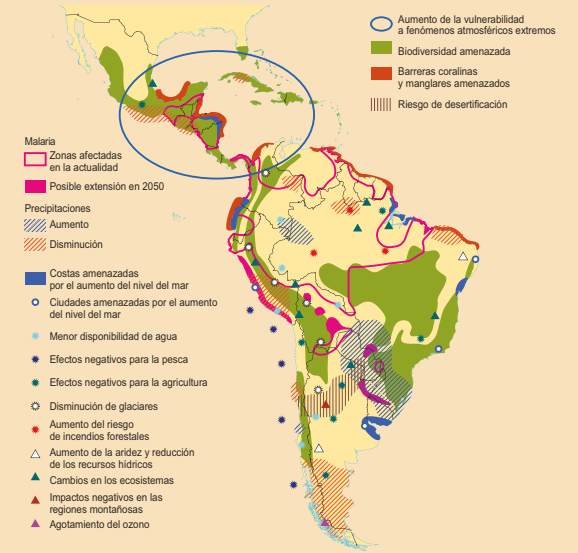 Aumento de la vulnerabilidad
a fenómenos atmosféricos extremos
Biodiversidad amenazada
Barreras coralinas
y manglares amenazados
Riesgo de desertificación
Malaria
Zonas afectadas
en la actualidad
Posible extensión en 2050
Precipitaciones
Aumento
Disminución
Costas amenazadas
por el aumento del nivel del mar
Ciudades amenazadas por el aumento
del nivel del mar
Menor disponibilidad de agua
Efectos negativos para la pesca
Efectos negativos para la agricultura
Disminución de glaciares
Aumento del riesgo
de incendios forestales
Aumento de la aridez y reducción
de los recursos hídricos
Cambios en los ecosistemas
Impactos negativos en las
regiones montañosas
Agotamiento del ozono